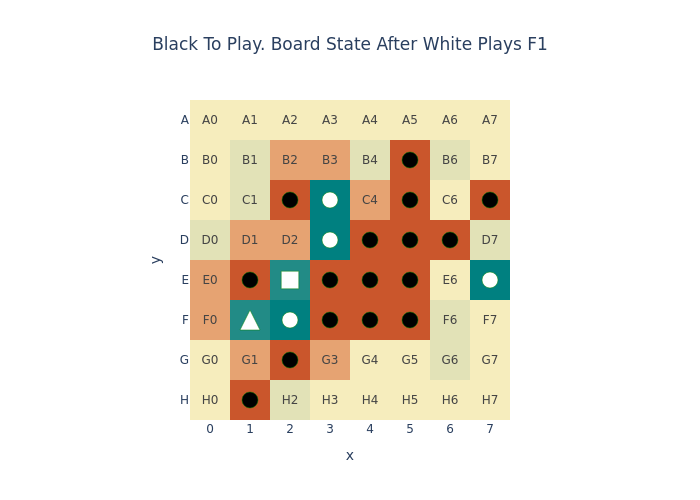 Black To Play. Board State After White Plays F1
A A0 A1 A2 A3 A4 A5 A6 A7
B B0 B1 B2 B3 B4 B6 B7
C C0 C1 C4 C6
D D0 D1 D2 D7
y
E E0 E6
F F0 F6 F7
G G0 G1 G3 G4 G5 G6 G7
H H0 H2 H3 H4 H5 H6 H7
0 1 2 3 4 5 6 7
x